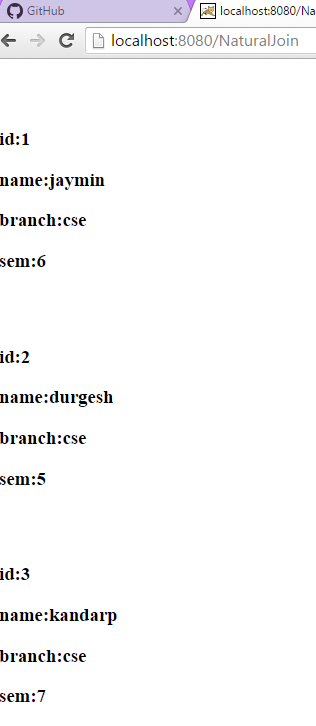 GitHub
localhost:8080/Na
localhost:8080/NaturalJoin
id:1
name:jaymin
branch:cse
sem:6
id:2
name:durgesh
branch:cse
sem:5
id:3
name:kandarp
branch:cse
sem:7